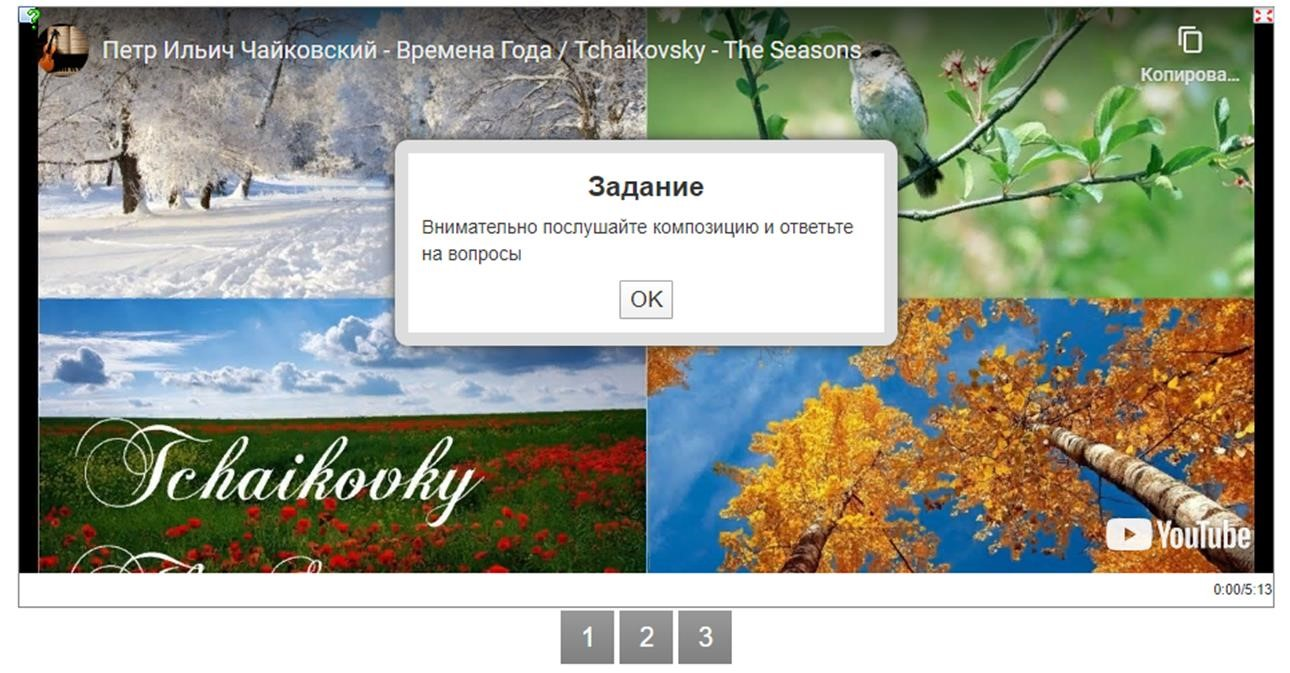 Петр Ильич Чайковский - Времена Года / Tchaikovsky - The Seasons
Копирова...
Задание
Внимательно послушайте композицию и ответьте
на вопросы
OK
Tchaikovky
YouTube
0:00/5:13
1 2 3